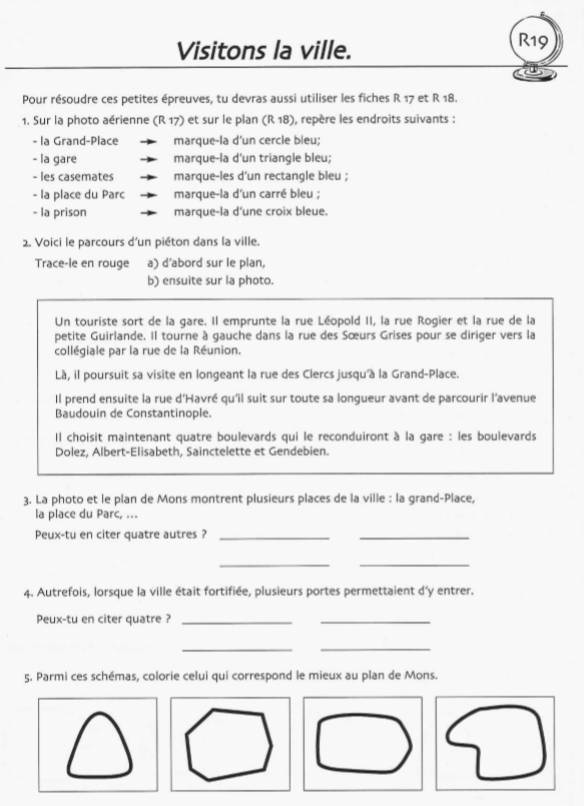 R19
Visitons la ville.
Pour résoudre ces petites épreuves, tu devras aussi utiliser les fiches R 17 et R 18.
1. Sur la photo aérienne (R 17) et sur le plan (R 18), repère les endroits suivants :
- la Grand-Place → marque-la d'un cercle bleu;
- la gare → marque-la d'un triangle bleu;
- les casemates → marque-les d'un rectangle bleu ;
- la place du Parc → marque-la d'un carré bleu ;
- la prison → marque-la d'une croix bleue.
2. Voici le parcours d'un piéton dans la ville.
Trace-le en rouge a) d'abord sur le plan,
b) ensuite sur la photo.
Un touriste sort de la gare. Il emprunte la rue Léopold II, la rue Rogier et la rue de la
petite Guirlande. Il tourne à gauche dans la rue des Sœurs Grises pour se diriger vers la
collégiale par la rue de la Réunion.
Là, il poursuit sa visite en longeant la rue des Clercs jusqu'à la Grand-Place.
Il prend ensuite la rue d'Havré qu'il suit sur toute sa longueur avant de parcourir l'avenue
Baudouin de Constantinople.
Il choisit maintenant quatre boulevards qui le reconduiront à la gare : les boulevards
Dolez, Albert-Elisabeth, Sainctelette et Gendebien.
3. La photo et le plan de Mons montrent plusieurs places de la ville : la grand-Place,
la place du Parc, ...
Peux-tu en citer quatre autres ?
4. Autrefois, lorsque la ville était fortifiée, plusieurs portes permettaient d'y entrer.
Peux-tu en citer quatre ?
5. Parmi ces schémas, colorie celui qui correspond le mieux au plan de Mons.